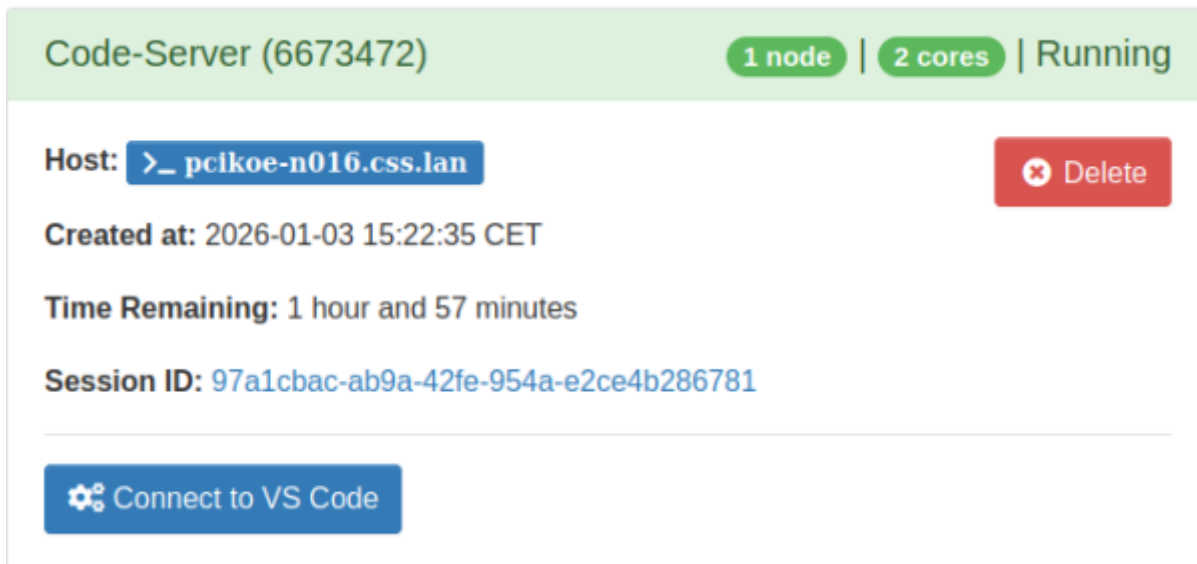 Code-Server (6673472) 1 node | 2 cores | Running
Host: >_ pcikoe-n016.css.lan
Delete
Created at: 2026-01-03 15:22:35 CET
Time Remaining: 1 hour and 57 minutes
Session ID: 97a1cbac-ab9a-42fe-954a-e2ce4b286781
Connect to VS Code